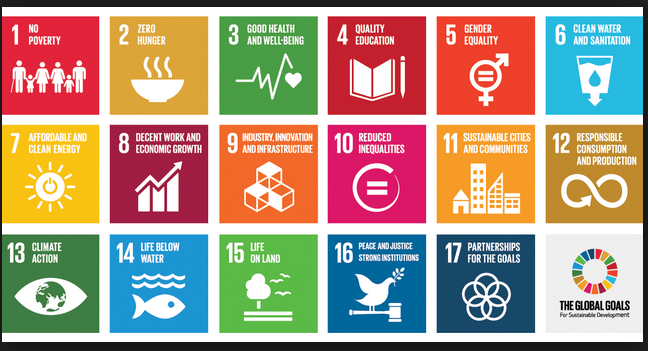 1 NO
POVERTY
2 ZERO
HUNGER
3 GOOD HEALTH
AND WELL-BEING
4 QUALITY
EDUCATION
5 GENDER
EQUALITY
6 CLEAN WATER
AND SANITATION
7 AFFORDABLE AND
CLEAN ENERGY
8 DECENT WORK AND
ECONOMIC GROWTH
9 INDUSTRY, INNOVATION
AND INFRASTRUCTURE
10 REDUCED
INEQUALITIES
11 SUSTAINABLE CITIES
AND COMMUNITIES
12 RESPONSIBLE
CONSUMPTION
AND PRODUCTION
13 CLIMATE
ACTION
14 LIFE BELOW
WATER
15 LIFE
ON LAND
16 PEACE AND JUSTICE
STRONG INSTITUTIONS
17 PARTNERSHIPS
FOR THE GOALS
THE GLOBAL GOALS
For Sustainable Development